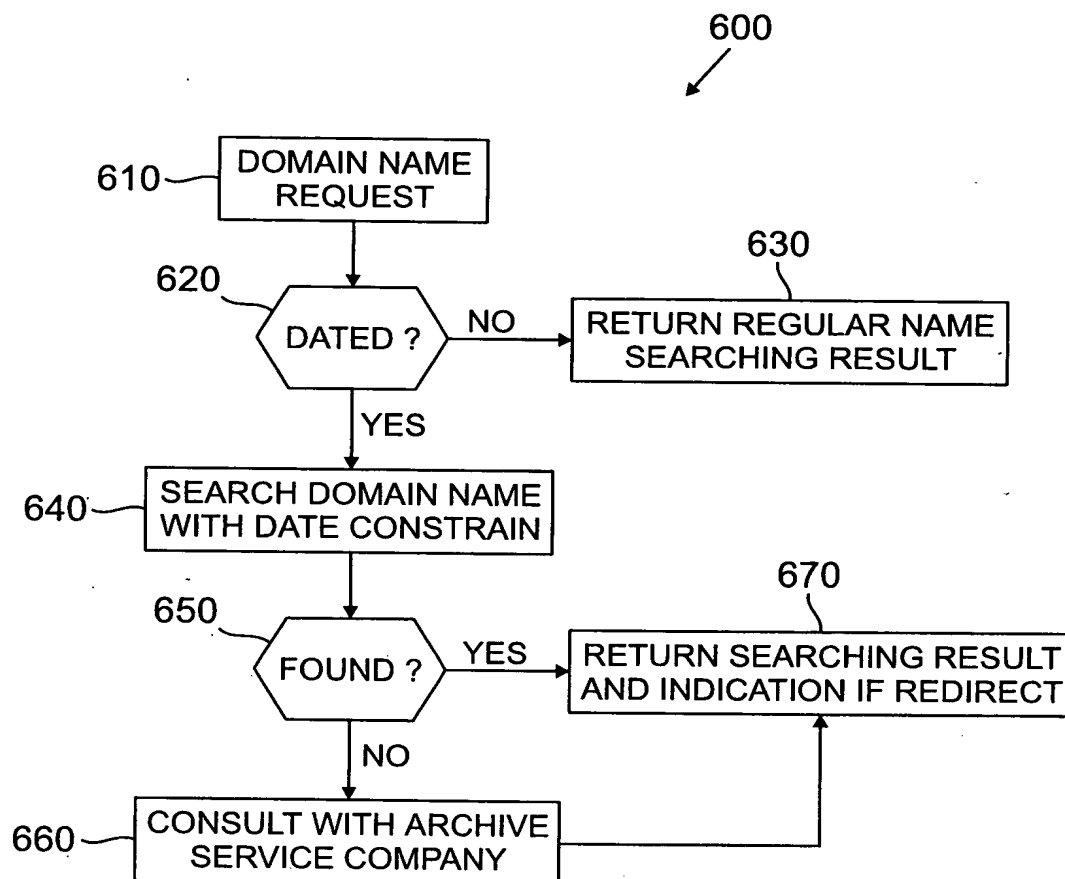 600
610
DOMAIN NAME
REQUEST
620
DATED ?
NO
630
RETURN REGULAR NAME
SEARCHING RESULT
YES
640
SEARCH DOMAIN NAME
WITH DATE CONSTRAIN
650
FOUND ?
YES
670
RETURN SEARCHING RESULT
AND INDICATION IF REDIRECT
NO
660
CONSULT WITH ARCHIVE
SERVICE COMPANY